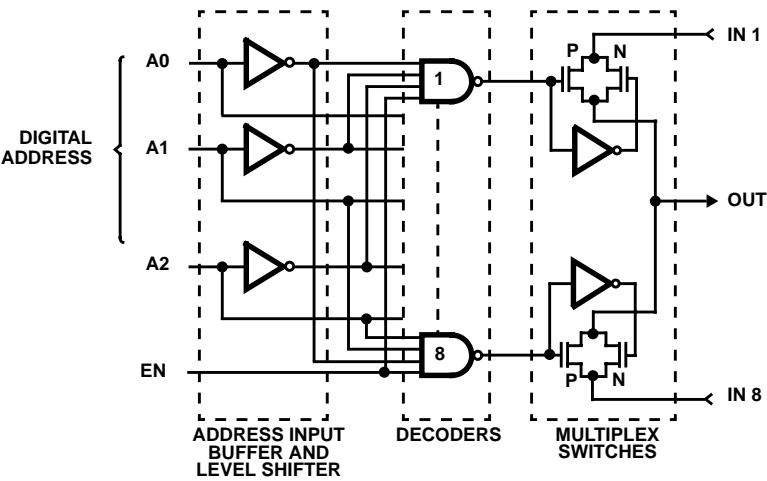 A0
A1
DIGITAL
ADDRESS
A2
EN
1
8
P N
IN 1
OUT
P N
IN 8
ADDRESS INPUT
BUFFER AND
LEVEL SHIFTER
DECODERS
MULTIPLEX
SWITCHES